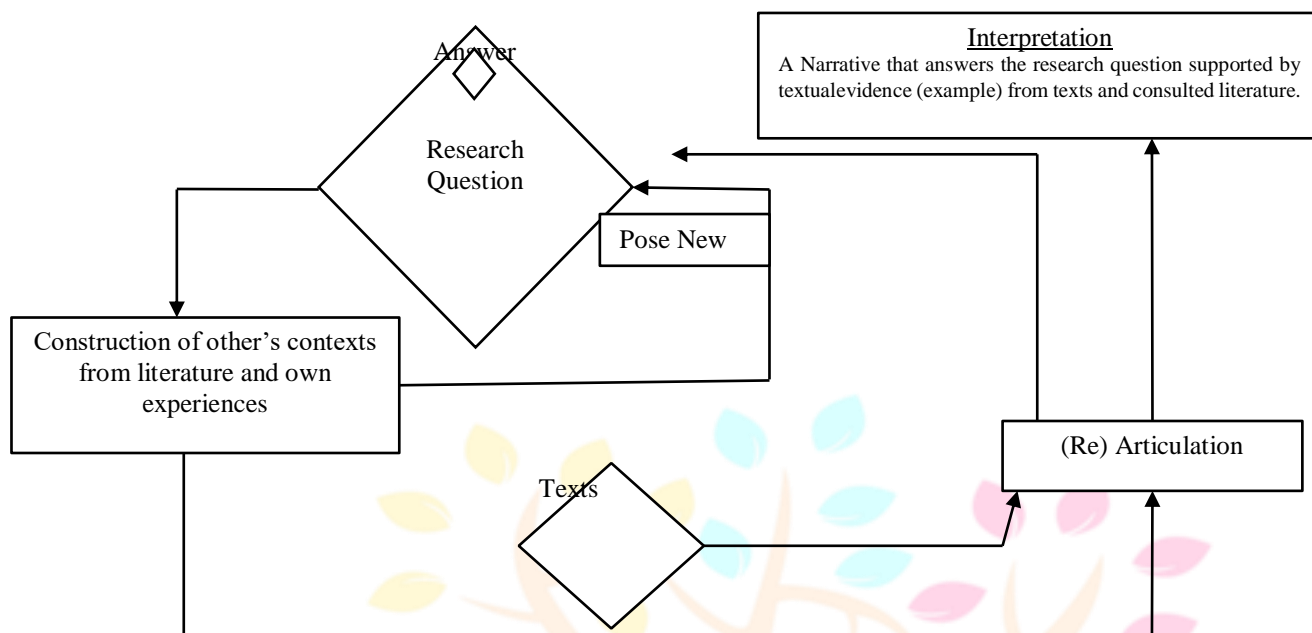 Answer
Research
Question
Interpretation
A Narrative that answers the research question supported by
textualevidence (example) from texts and consulted literature.
Pose New
Construction of other’s contexts
from literature and own
experiences
(Re) Articulation
Texts